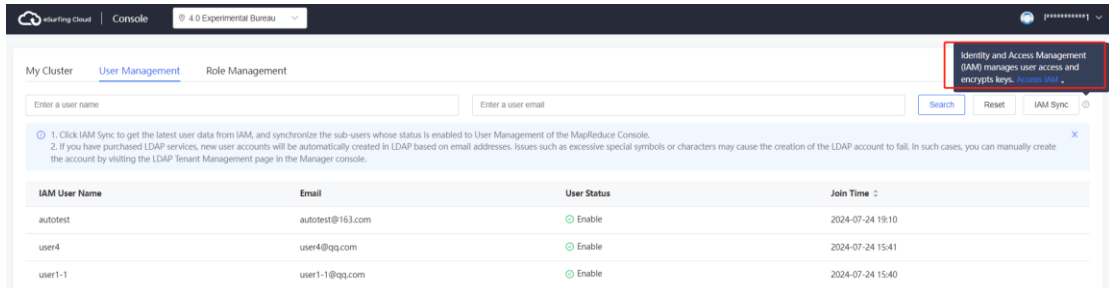 eSurfing Cloud | Console 4.0 Experimental Bureau l***********1
My Cluster User Management Role Management
Identity and Access Management
(IAM) manages user access and
encrypts keys. Access IAM 。
Enter a user name Enter a user email Search Reset IAM Sync
1. Click IAM Sync to get the latest user data from IAM, and synchronize the sub-users whose status is enabled to User Management of the MapReduce Console.
2. If you have purchased LDAP services, new user accounts will be automatically created in LDAP based on email addresses. Issues such as excessive special symbols or characters may cause the creation of the LDAP account to fail. In such cases, you can manually create
the account by visiting the LDAP Tenant Management page in the Manager console.
IAM User Name Email User Status Join Time
autotest autotest@163.com Enable 2024-07-24 19:10
user4 user4@qq.com Enable 2024-07-24 15:41
user1-1 user1-1@qq.com Enable 2024-07-24 15:40